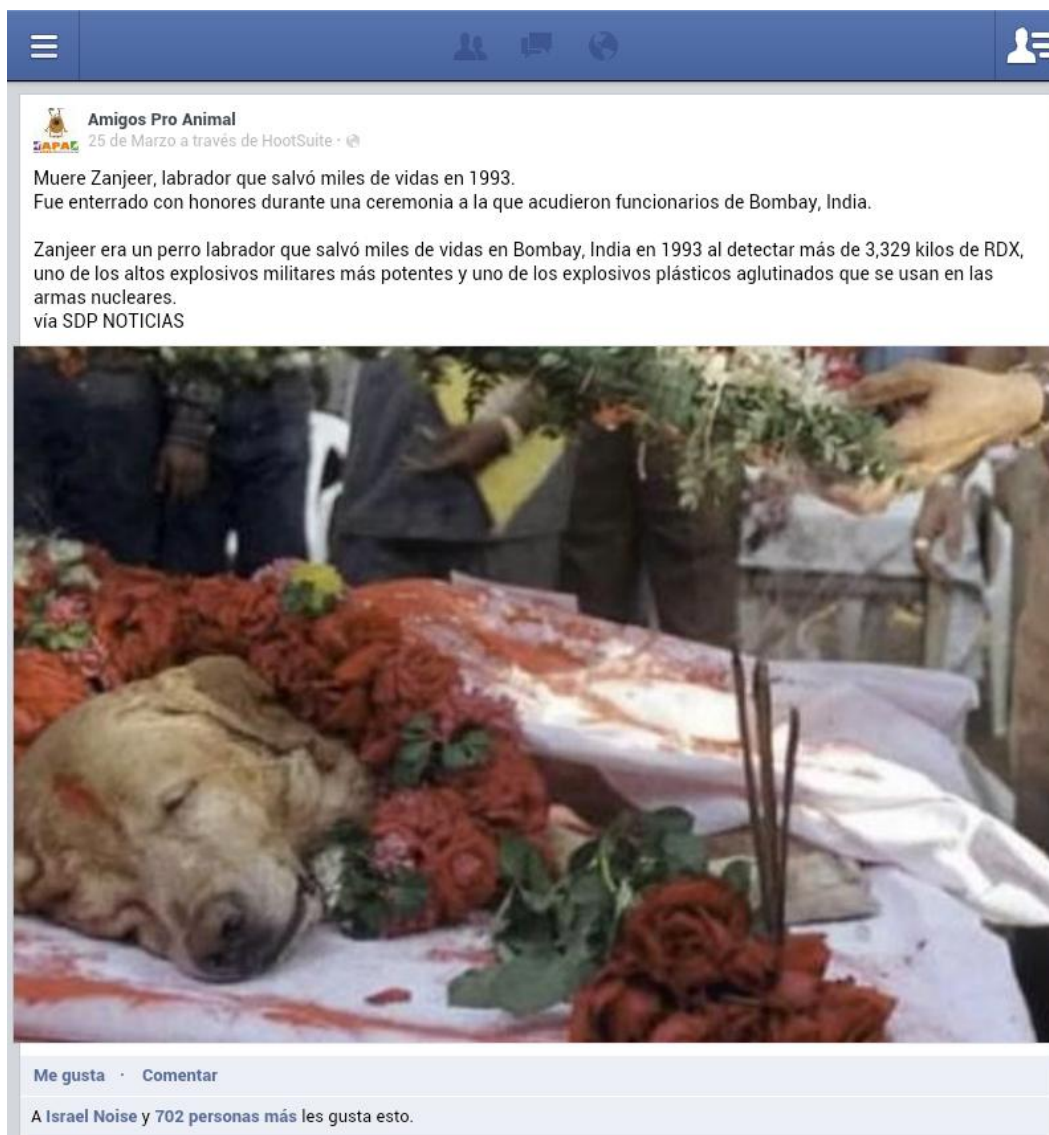 Amigos Pro Animal
APA
25 de Marzo a través de HootSuite ·
Muere Zanjeer, labrador que salvó miles de vidas en 1993.
Fue enterrado con honores durante una ceremonia a la que acudieron funcionarios de Bombay, India.
Zanjeer era un perro labrador que salvó miles de vidas en Bombay, India en 1993 al detectar más de 3,329 kilos de RDX,
uno de los altos explosivos militares más potentes y uno de los explosivos plásticos aglutinados que se usan en las
armas nucleares.
vía SDP NOTICIAS
Me gusta · Comentar
A Israel Noise y 702 personas más les gusta esto.